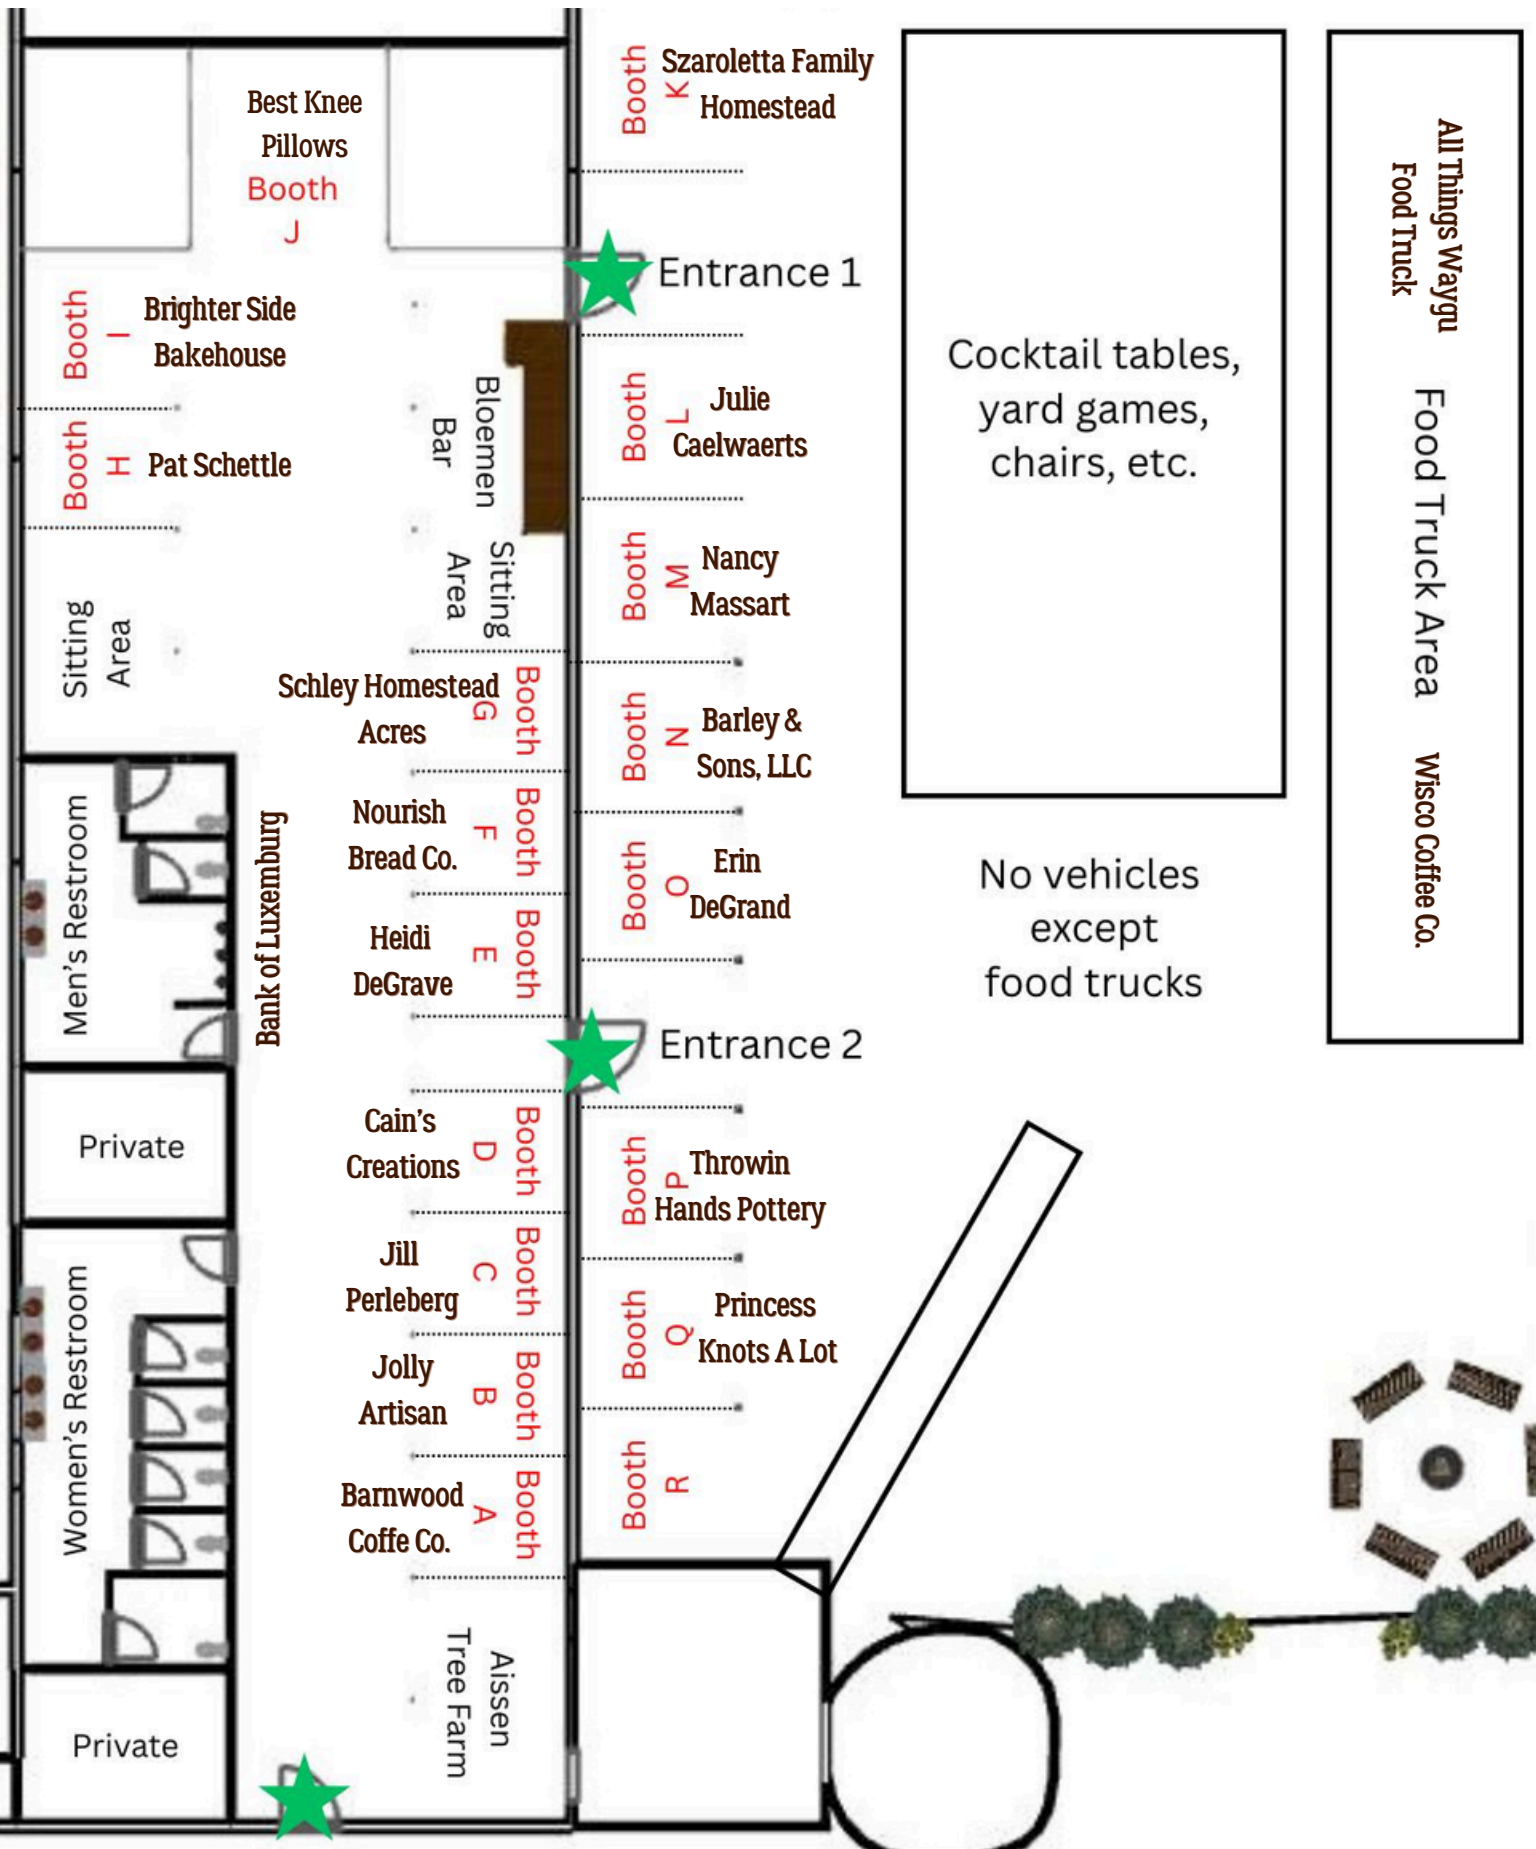 Best Knee
Pillows
Booth
J
Booth
I
Brighter Side
Bakehouse
Booth
H
Pat Schettle
Bloemen
Bar
Sitting
Area
Sitting
Area
Schley Homestead
Acres
G
Booth
Nourish
Bread Co.
F
Booth
Heidi
DeGrave
E
Booth
Men's Restroom
Bank of Luxemburg
Private
Cain's
Creations
D
Booth
Jill
Perleberg
C
Booth
Jolly
Artisan
B
Booth
Barnwood
Coffe Co.
A
Booth
Women's Restroom
Private
Aissen
Tree Farm
Booth
K
Szaroletta Family
Homestead
Entrance 1
Booth
L
Julie
Caelwaerts
Booth
M
Nancy
Massart
Booth
N
Barley &
Sons, LLC
Booth
O
Erin
DeGrand
Entrance 2
Booth
P
Throwin
Hands Pottery
Booth
Q
Princess
Knots A Lot
Booth
R
Cocktail tables,
yard games,
chairs, etc.
No vehicles
except
food trucks
All Things Waygu
Food Truck
Food Truck Area
Wisco Coffee Co.